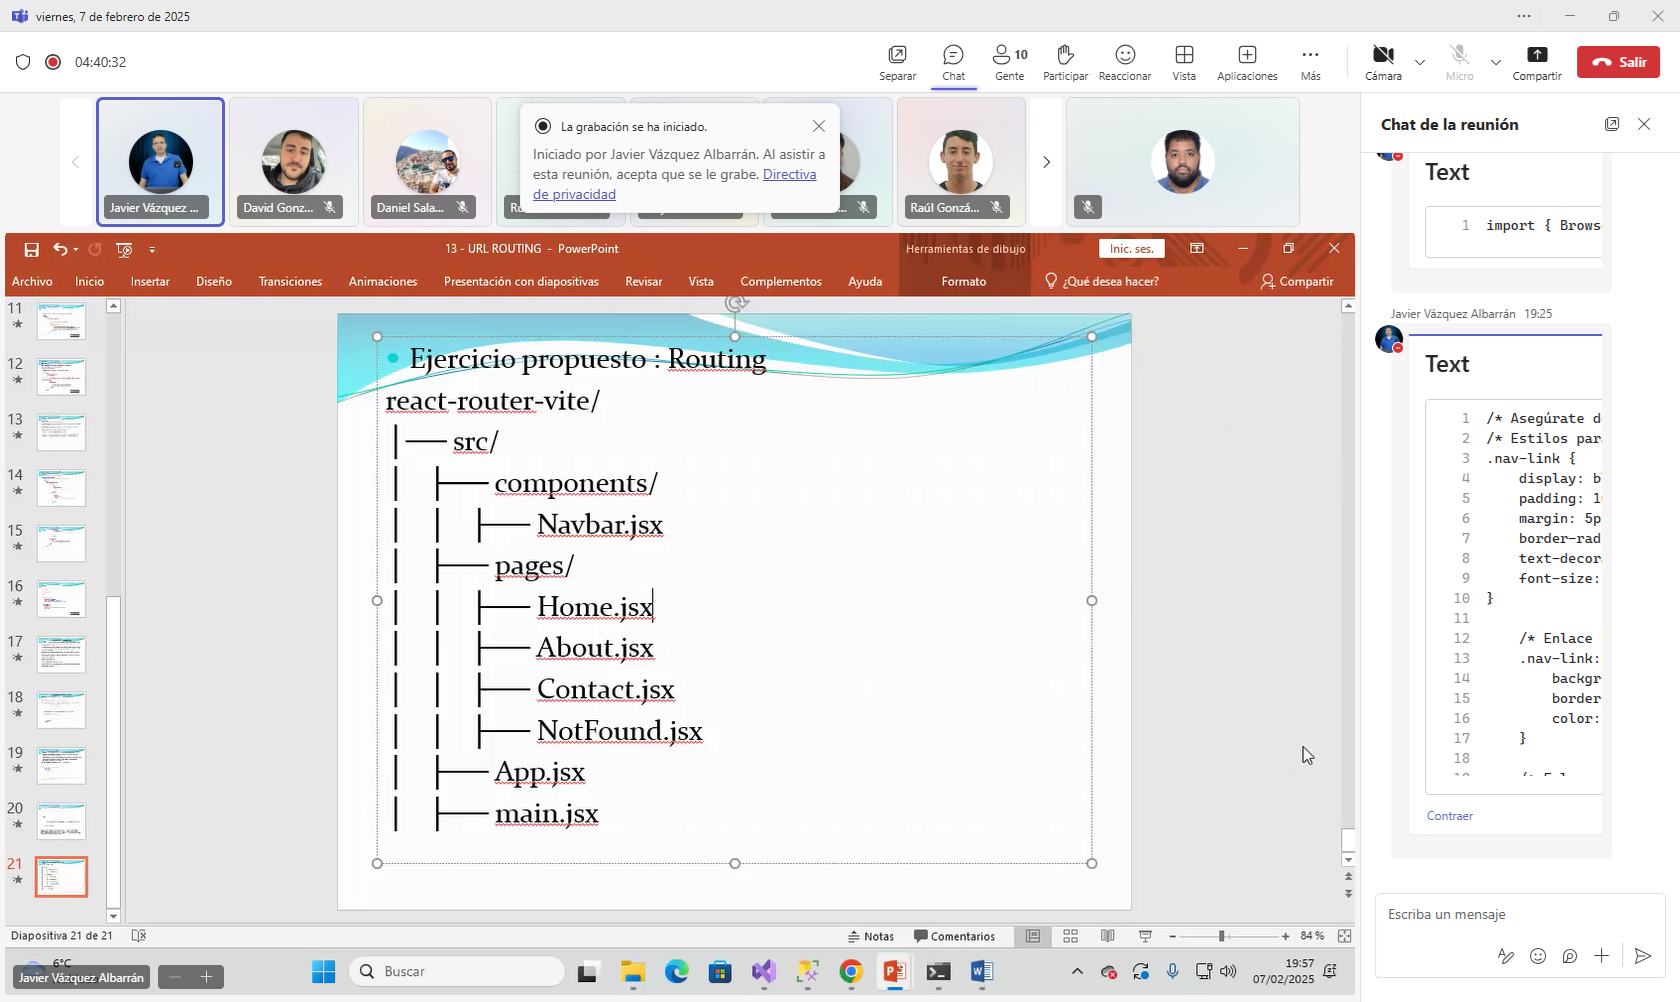 viernes, 7 de febrero de 2025
04:40:32
Separar
Chat
10
Gente
Participar
Reaccionar
Vista
Aplicaciones
Más
Cámara
Micro
Compartir
Salir
Javier Vázquez ...
David Gonz...
Daniel Sala...
Raúl Gonzá...
La grabación se ha iniciado.
Iniciado por Javier Vázquez Albarrán. Al asistir a
esta reunión, acepta que se le grabe. Directiva
de privacidad
13 - URL ROUTING - PowerPoint
Herramientas de dibujo
Inic. ses.
Archivo
Inicio
Insertar
Diseño
Transiciones
Animaciones
Presentación con diapositivas
Revisar
Vista
Complementos
Ayuda
Formato
¿Qué desea hacer?
Compartir
11
12
13
14
15
16
17
18
19
20
21
Ejercicio propuesto : Routing
react-router-vite/
│── src/
│ ├── components/
│ │ ├── Navbar.jsx
│ ├── pages/
│ │ ├── Home.jsx
│ │ ├── About.jsx
│ │ ├── Contact.jsx
│ │ ├── NotFound.jsx
│ ├── App.jsx
│ ├── main.jsx
Diapositiva 21 de 21
Notas
Comentarios
84 %
6°C
Javier Vázquez Albarrán
Buscar
19:57
07/02/2025
Chat de la reunión
Text
1 import { Brows
Javier Vázquez Albarrán 19:25
Text
1 /* Asegúrate d
2 /* Estilos par
3 .nav-link {
4 display: b
5 padding: 1
6 margin: 5p
7 border-rad
8 text-decor
9 font-size:
10 }
11
12 /* Enlace
13 .nav-link:
14 backgr
15 border
16 color:
17 }
18
Contraer
Escriba un mensaje